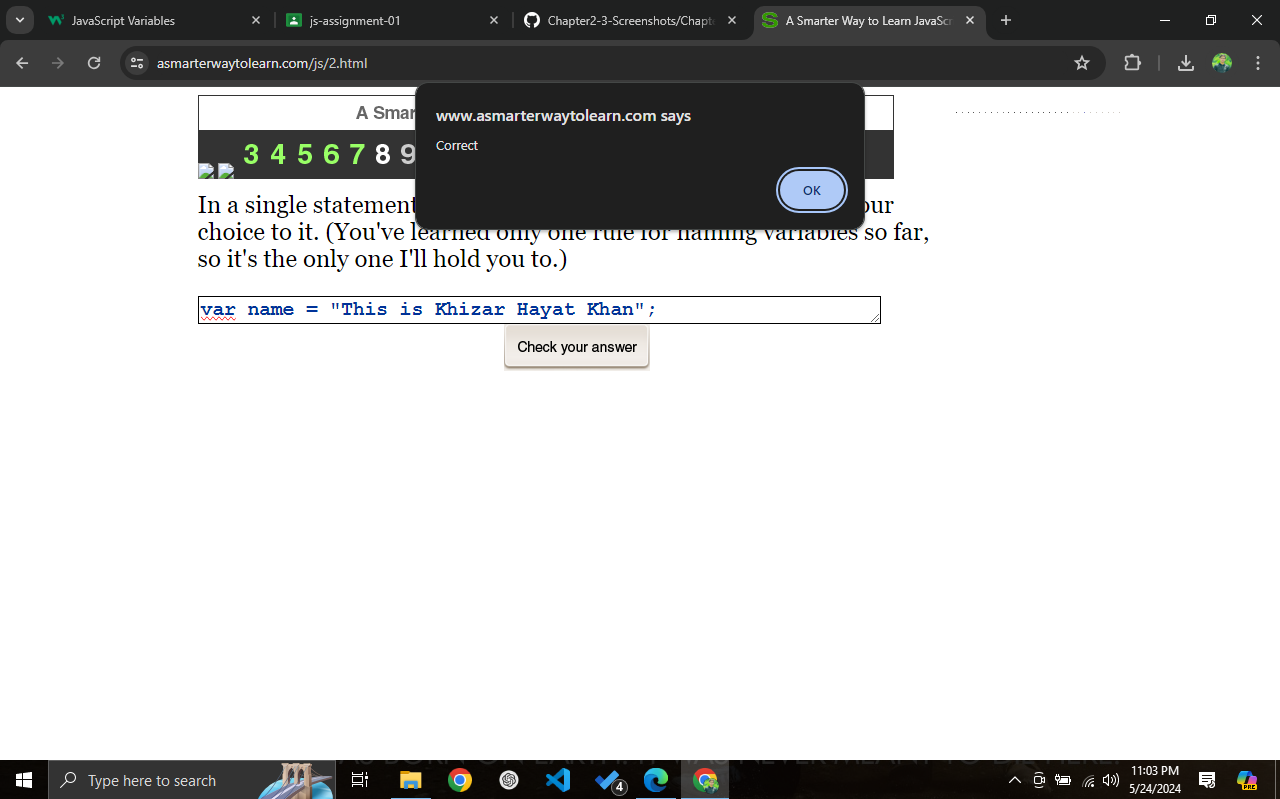 JavaScript Variables
js-assignment-01
Chapter2-3-Screenshots/Chapt
A Smarter Way to Learn JavaSc
asmarterwaytolearn.com/js/2.html
www.asmarterwaytolearn.com says
Correct
OK
A Smar
3 4 5 6 7 8 9
In a single statement
our
choice to it. (You've learned only one rule for naming variables so far,
so it's the only one I'll hold you to.)
var name = "This is Khizar Hayat Khan";
Check your answer
Type here to search
4
11:03 PM
5/24/2024
PRE